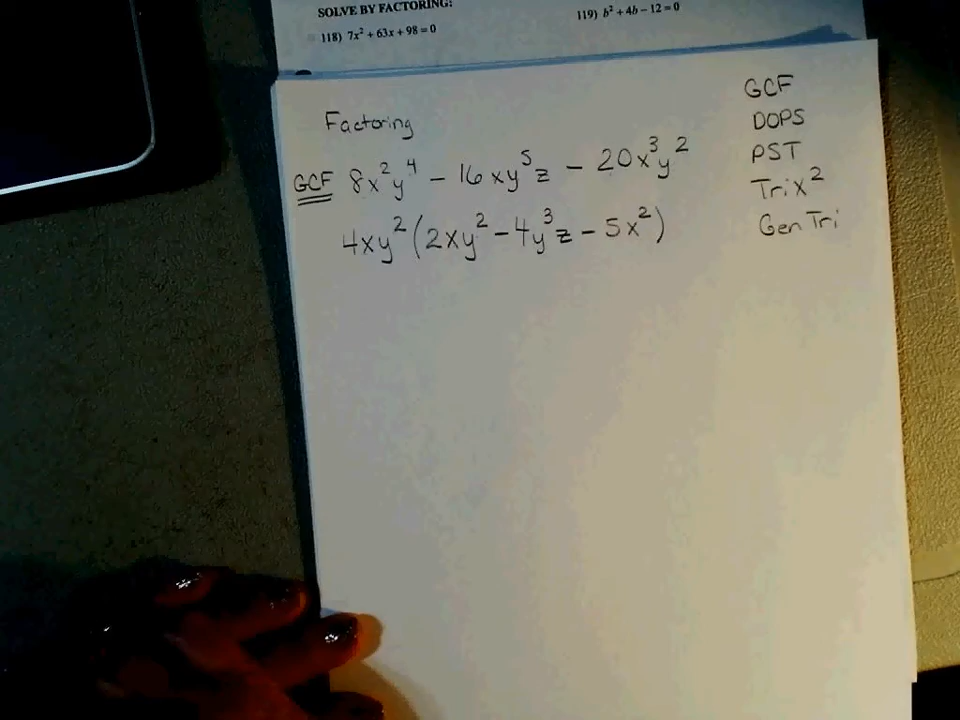 SOLVE BY FACTORING:
118) 7x² + 63x + 98 = 0
119) b² + 4b - 12 = 0
Factoring
GCF 8x²y⁴ - 16xy⁵z - 20x³y²
4xy²(2xy² - 4y³z - 5x²)
GCF
DOPS
PST
Trix²
Gen Tri